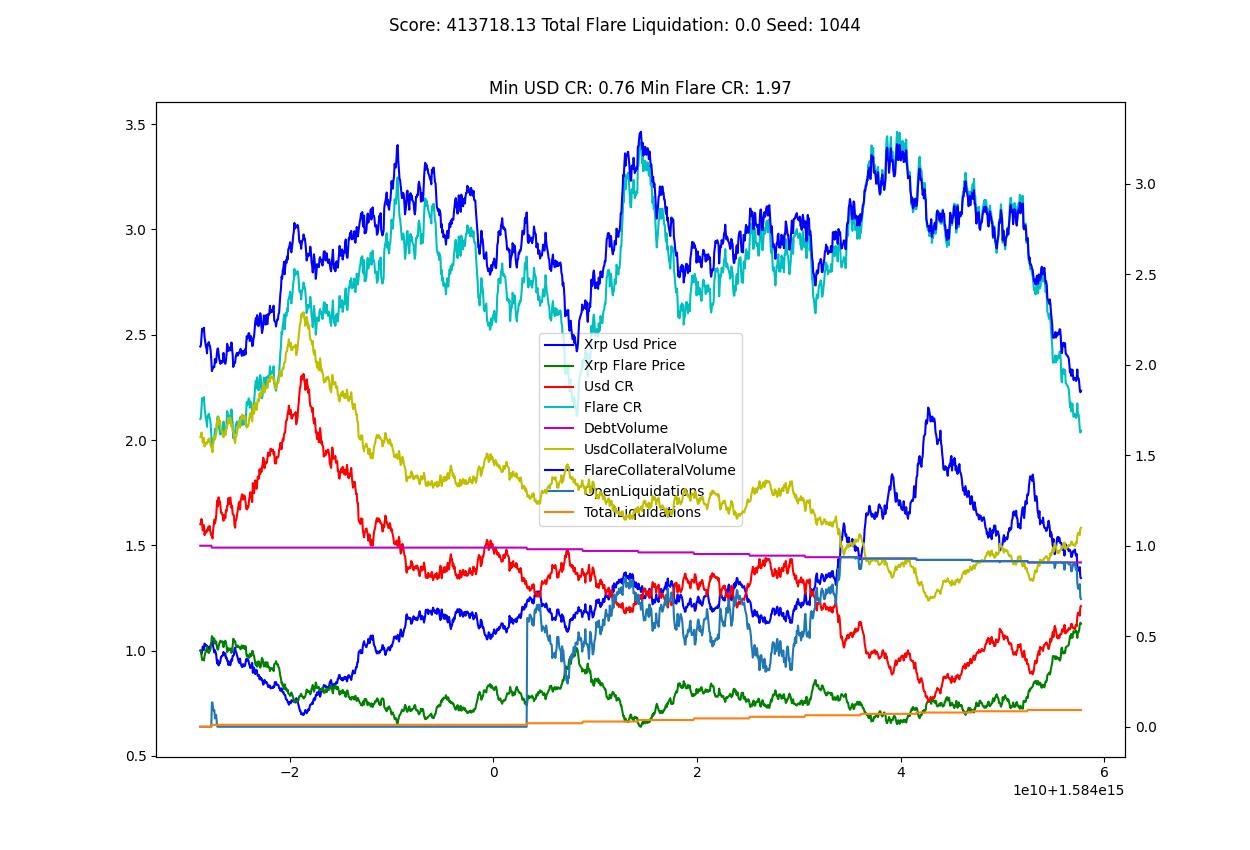 Score: 413718.13 Total Flare Liquidation: 0.0 Seed: 1044
Min USD CR: 0.76 Min Flare CR: 1.97
3.5
3.0
2.5
2.0
1.5
1.0
0.5
3.0
2.5
2.0
1.5
1.0
0.5
0.0
Xrp Usd Price
Xrp Flare Price
Usd CR
Flare CR
DebtVolume
UsdCollateralVolume
FlareCollateralVolume
OpenLiquidations
TotalLiquidations
−2
0
2
4
6
1e10+1.584e15